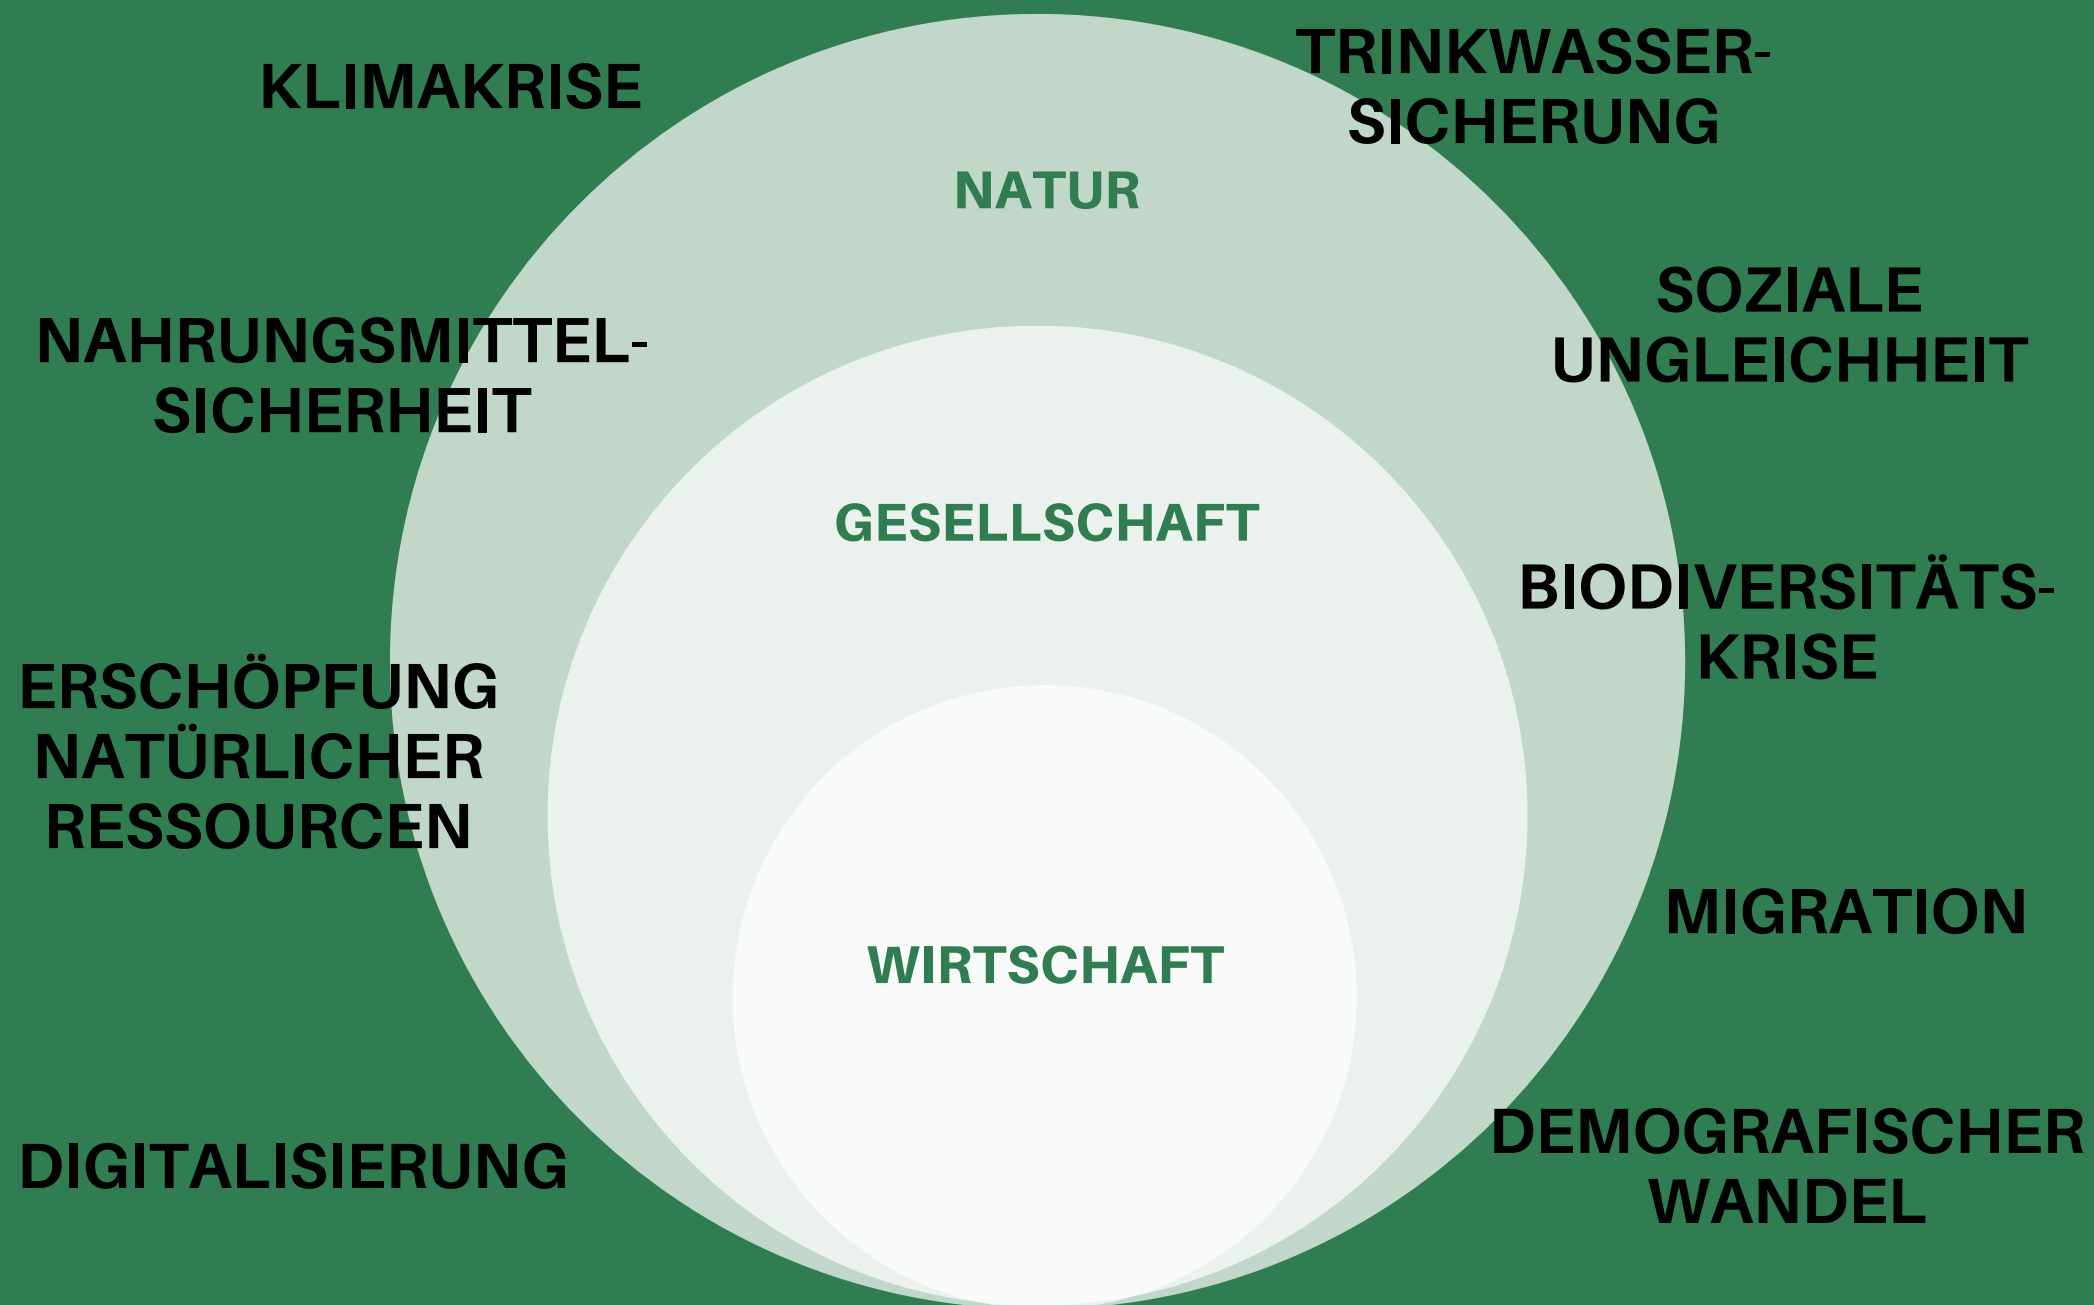 KLIMAKRISE
TRINKWASSER-
SICHERUNG
NATUR
SOZIALE
UNGLEICHHEIT
NAHRUNGSMITTEL-
SICHERHEIT
GESELLSCHAFT
BIODIVERSITÄTS-
KRISE
ERSCHÖPFUNG
NATÜRLICHER
RESSOURCEN
MIGRATION
WIRTSCHAFT
DIGITALISIERUNG
DEMOGRAFISCHER
WANDEL